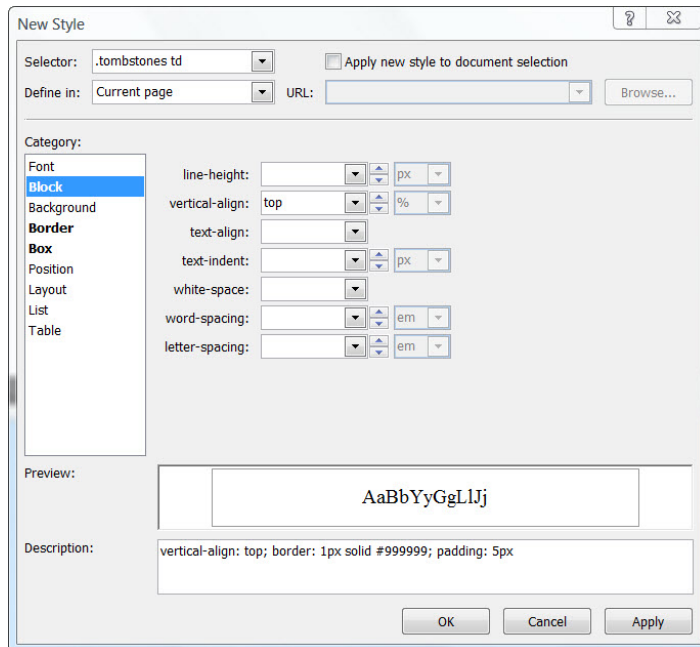 New Style
Selector: .tombstones td Apply new style to document selection
Define in: Current page URL: Browse...
Category:
Font
Block
Background
Border
Box
Position
Layout
List
Table
line-height: px
vertical-align: top %
text-align:
text-indent: px
white-space:
word-spacing: em
letter-spacing: em
Preview:
AaBbYyGgLlJj
Description: vertical-align: top; border: 1px solid #999999; padding: 5px
OK Cancel Apply